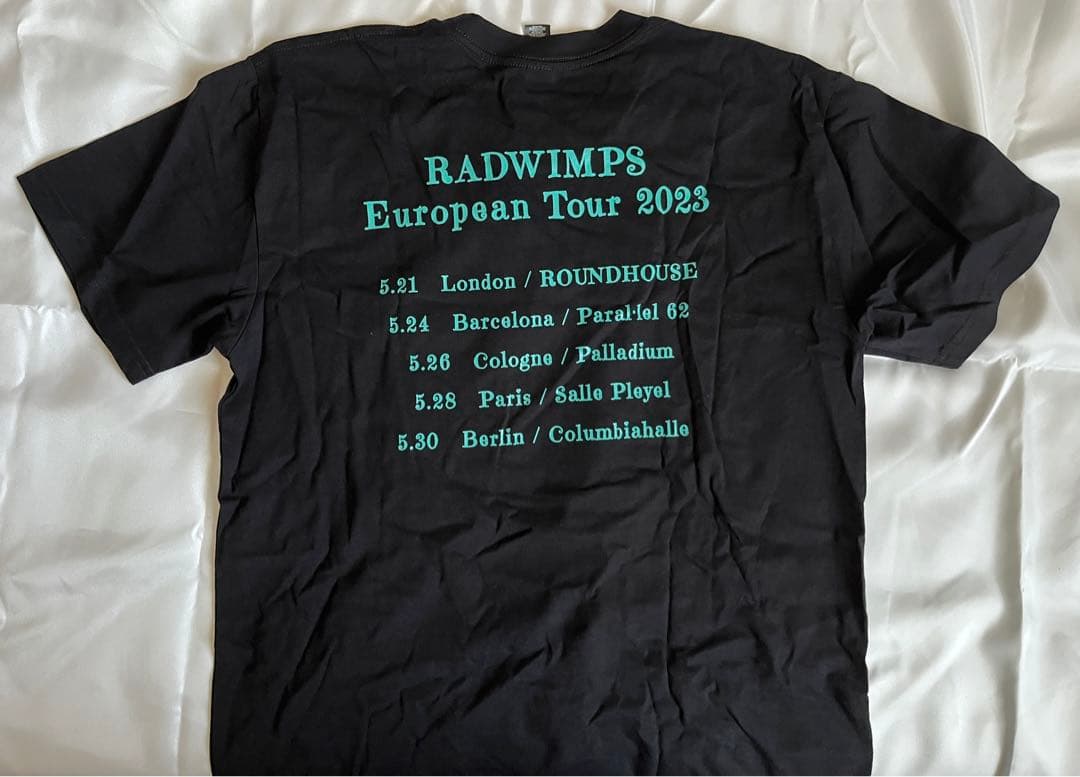 RADWIMPS
European Tour 2023
5.21 London / ROUNDHOUSE
5.24 Barcelona / Paral·lel 62
5.26 Cologne / Palladium
5.28 Paris / Salle Pleyel
5.30 Berlin / Columbiahalle